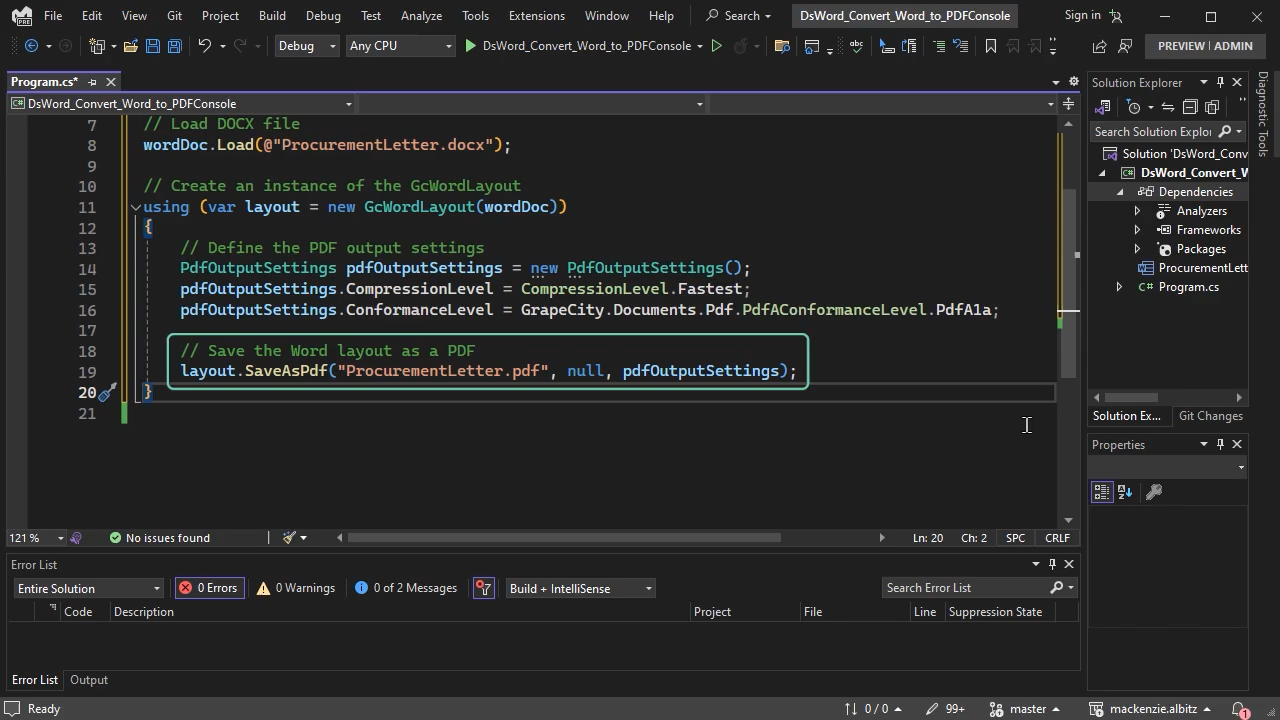 File Edit View Git Project Build Debug Test Analyze Tools Extensions Window Help Search DsWord_Convert_Word_to_PDFConsole Sign in
Debug Any CPU DsWord_Convert_Word_to_PDFConsole PREVIEW | ADMIN
Program.cs*
DsWord_Convert_Word_to_PDFConsole
7 // Load DOCX file
8 wordDoc.Load(@"ProcurementLetter.docx");
9
10 // Create an instance of the GcWordLayout
11 using (var layout = new GcWordLayout(wordDoc))
12 {
13 // Define the PDF output settings
14 PdfOutputSettings pdfOutputSettings = new PdfOutputSettings();
15 pdfOutputSettings.CompressionLevel = CompressionLevel.Fastest;
16 pdfOutputSettings.ConformanceLevel = GrapeCity.Documents.Pdf.PdfAConformanceLevel.PdfA1a;
17
18 // Save the Word layout as a PDF
19 layout.SaveAsPdf("ProcurementLetter.pdf", null, pdfOutputSettings);
20 }
21
121 % No issues found Ln: 20 Ch: 2 SPC CRLF
Solution Explorer
Search Solution Explo
Solution 'DsWord_Conv
DsWord_Convert_W
Dependencies
Analyzers
Frameworks
Packages
ProcurementLett
Program.cs
Solution Ex... Git Changes
Properties
Diagnostic Tools
Error List
Entire Solution 0 Errors 0 Warnings 0 of 2 Messages Build + IntelliSense Search Error List
Code Description Project File Line Suppression State
Error List Output
Ready 0 / 0 99+ master mackenzie.albitz 1